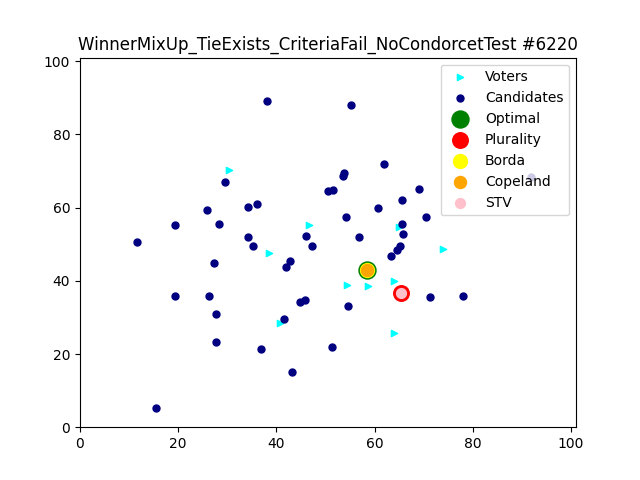 WinnerMixUp_TieExists_CriteriaFail_NoCondorcetTest #6220
100
80
60
40
20
0
0 20 40 60 80 100
Voters
Candidates
Optimal
Plurality
Borda
Copeland
STV